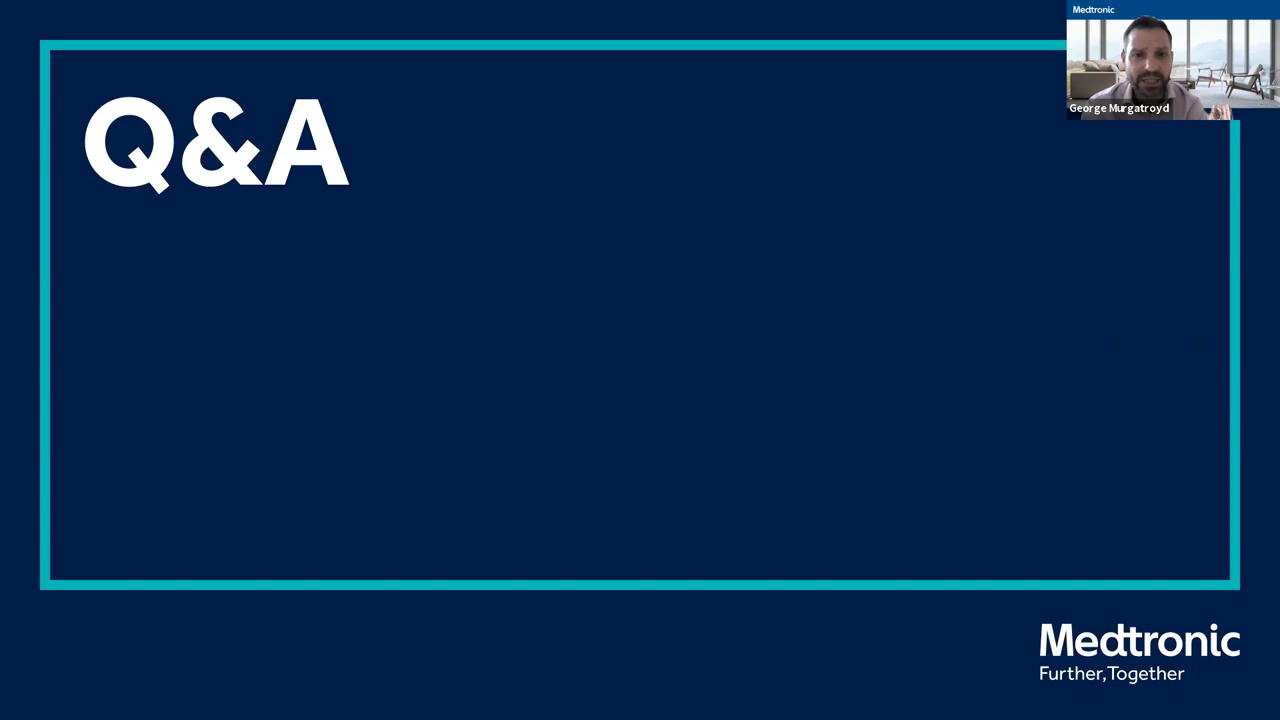 Medtronic
George Murgatroyd
Q&A
Medtronic
Further,Together